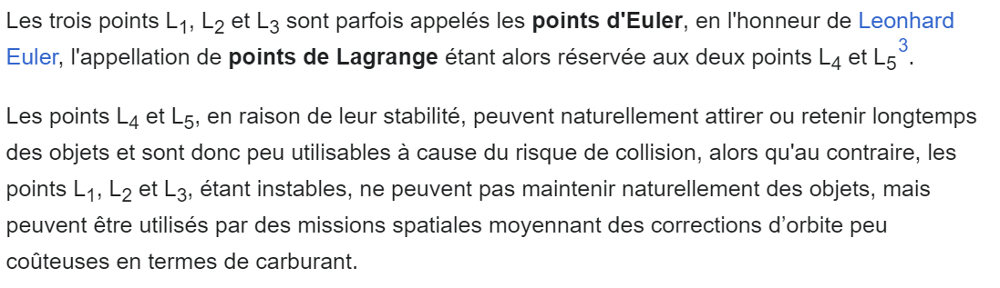 Les trois points L₁, L₂ et L₃ sont parfois appelés les points d'Euler, en l'honneur de Leonhard
Euler, l'appellation de points de Lagrange étant alors réservée aux deux points L₄ et L₅³.
Les points L₄ et L₅, en raison de leur stabilité, peuvent naturellement attirer ou retenir longtemps
des objets et sont donc peu utilisables à cause du risque de collision, alors qu'au contraire, les
points L₁, L₂ et L₃, étant instables, ne peuvent pas maintenir naturellement des objets, mais
peuvent être utilisés par des missions spatiales moyennant des corrections d’orbite peu
coûteuses en termes de carburant.